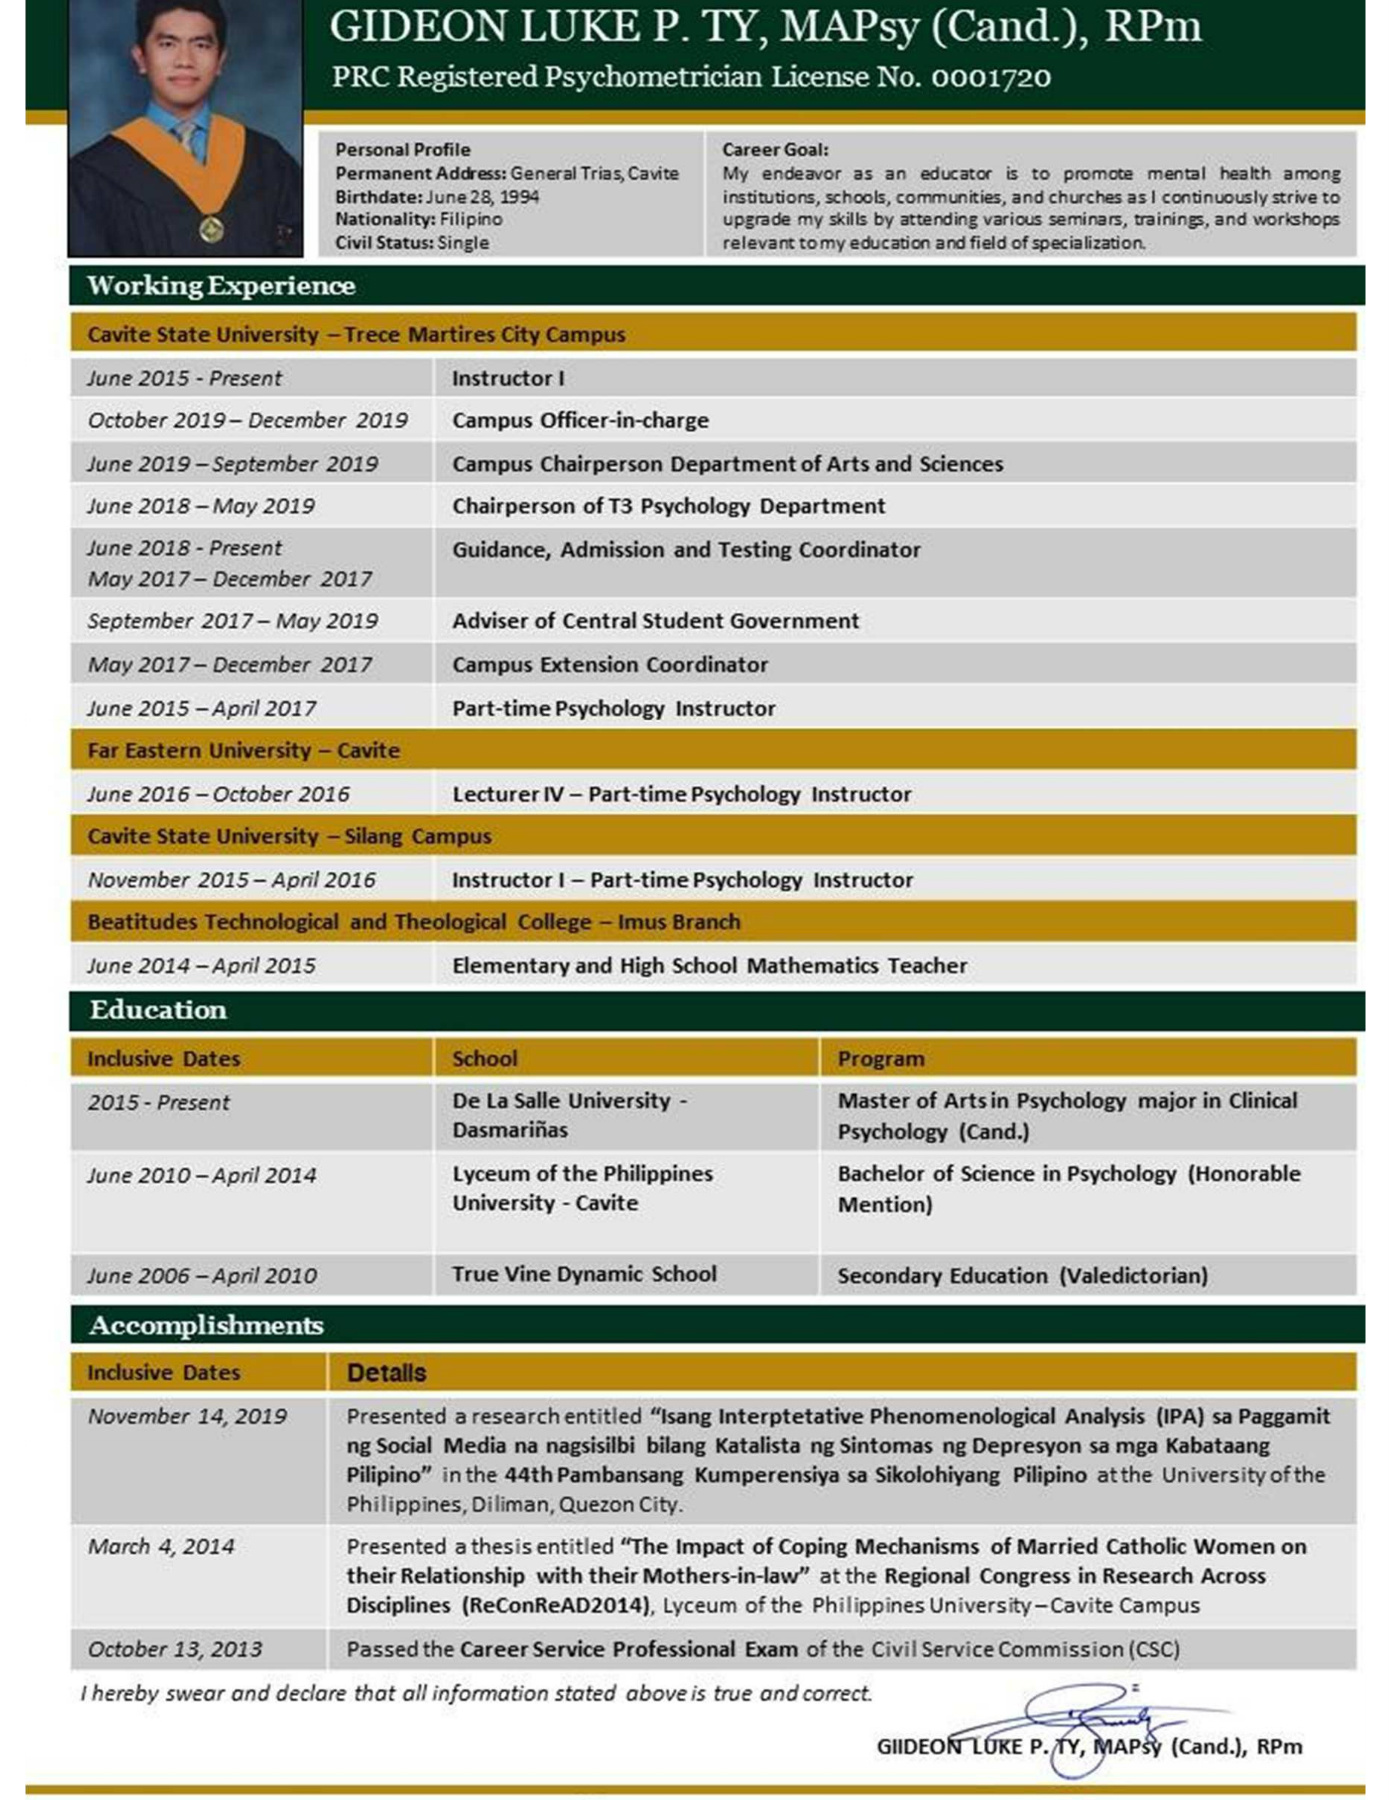 GIDEON LUKE P. TY, MAPsy (Cand.), RPm
PRC Registered Psychometrician License No. 0001720
Personal Profile
Permanent Address: General Trias, Cavite
Birthdate: June 28, 1994
Nationality: Filipino
Civil Status: Single
Career Goal:
My endeavor as an educator is to promote mental health among
institutions, schools, communities, and churches as I continuously strive to
upgrade my skills by attending various seminars, trainings, and workshops
relevant to my education and field of specialization.
Working Experience
Cavite State University – Trece Martires City Campus
June 2015 - Present Instructor I
October 2019 – December 2019 Campus Officer-in-charge
June 2019 – September 2019 Campus Chairperson Department of Arts and Sciences
June 2018 – May 2019 Chairperson of T3 Psychology Department
June 2018 - Present Guidance, Admission and Testing Coordinator
May 2017 – December 2017
September 2017 – May 2019 Adviser of Central Student Government
May 2017 – December 2017 Campus Extension Coordinator
June 2015 – April 2017 Part-time Psychology Instructor
Far Eastern University – Cavite
June 2016 – October 2016 Lecturer IV – Part-time Psychology Instructor
Cavite State University – Silang Campus
November 2015 – April 2016 Instructor I – Part-time Psychology Instructor
Beatitudes Technological and Theological College – Imus Branch
June 2014 – April 2015 Elementary and High School Mathematics Teacher
Education
Inclusive Dates School Program
2015 - Present
De La Salle University -
Dasmariñas
Master of Arts in Psychology major in Clinical
Psychology (Cand.)
June 2010 – April 2014
Lyceum of the Philippines
University - Cavite
Bachelor of Science in Psychology (Honorable
Mention)
June 2006 – April 2010 True Vine Dynamic School Secondary Education (Valedictorian)
Accomplishments
Inclusive Dates Details
November 14, 2019
Presented a research entitled “Isang Interptetative Phenomenological Analysis (IPA) sa Paggamit
ng Social Media na nagsisilbi bilang Katalista ng Sintomas ng Depresyon sa mga Kabataang
Pilipino” in the 44th Pambansang Kumperensiya sa Sikolohiyang Pilipino at the University of the
Philippines, Diliman, Quezon City.
March 4, 2014
Presented a thesis entitled “The Impact of Coping Mechanisms of Married Catholic Women on
their Relationship with their Mothers-in-law” at the Regional Congress in Research Across
Disciplines (ReConReAD2014), Lyceum of the Philippines University – Cavite Campus
October 13, 2013 Passed the Career Service Professional Exam of the Civil Service Commission (CSC)
I hereby swear and declare that all information stated above is true and correct.
GIIDEON LUKE P. TY, MAPsy (Cand.), RPm